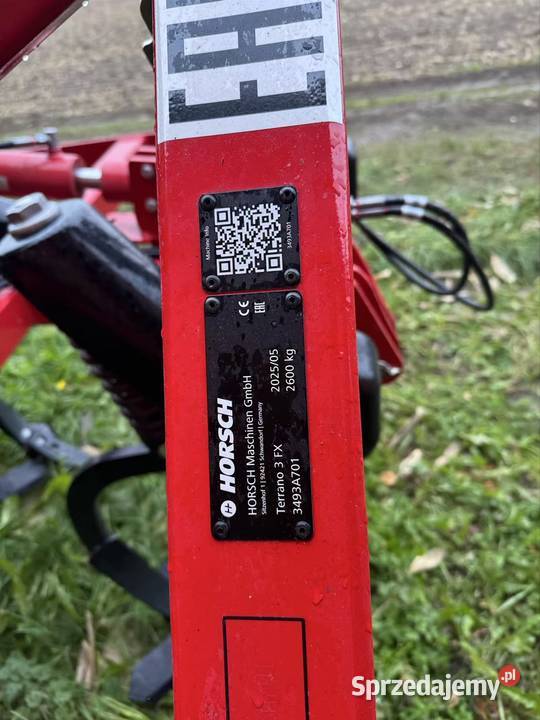 Machine Info
3493A701
CE EAC
HORSCH
HORSCH Maschinen GmbH
Sitzenhof 1 | 92421 Schwandorf | Germany
Terrano 3 FX 2025/05
3493A701 2600 kg
Sprzedajemy.pl